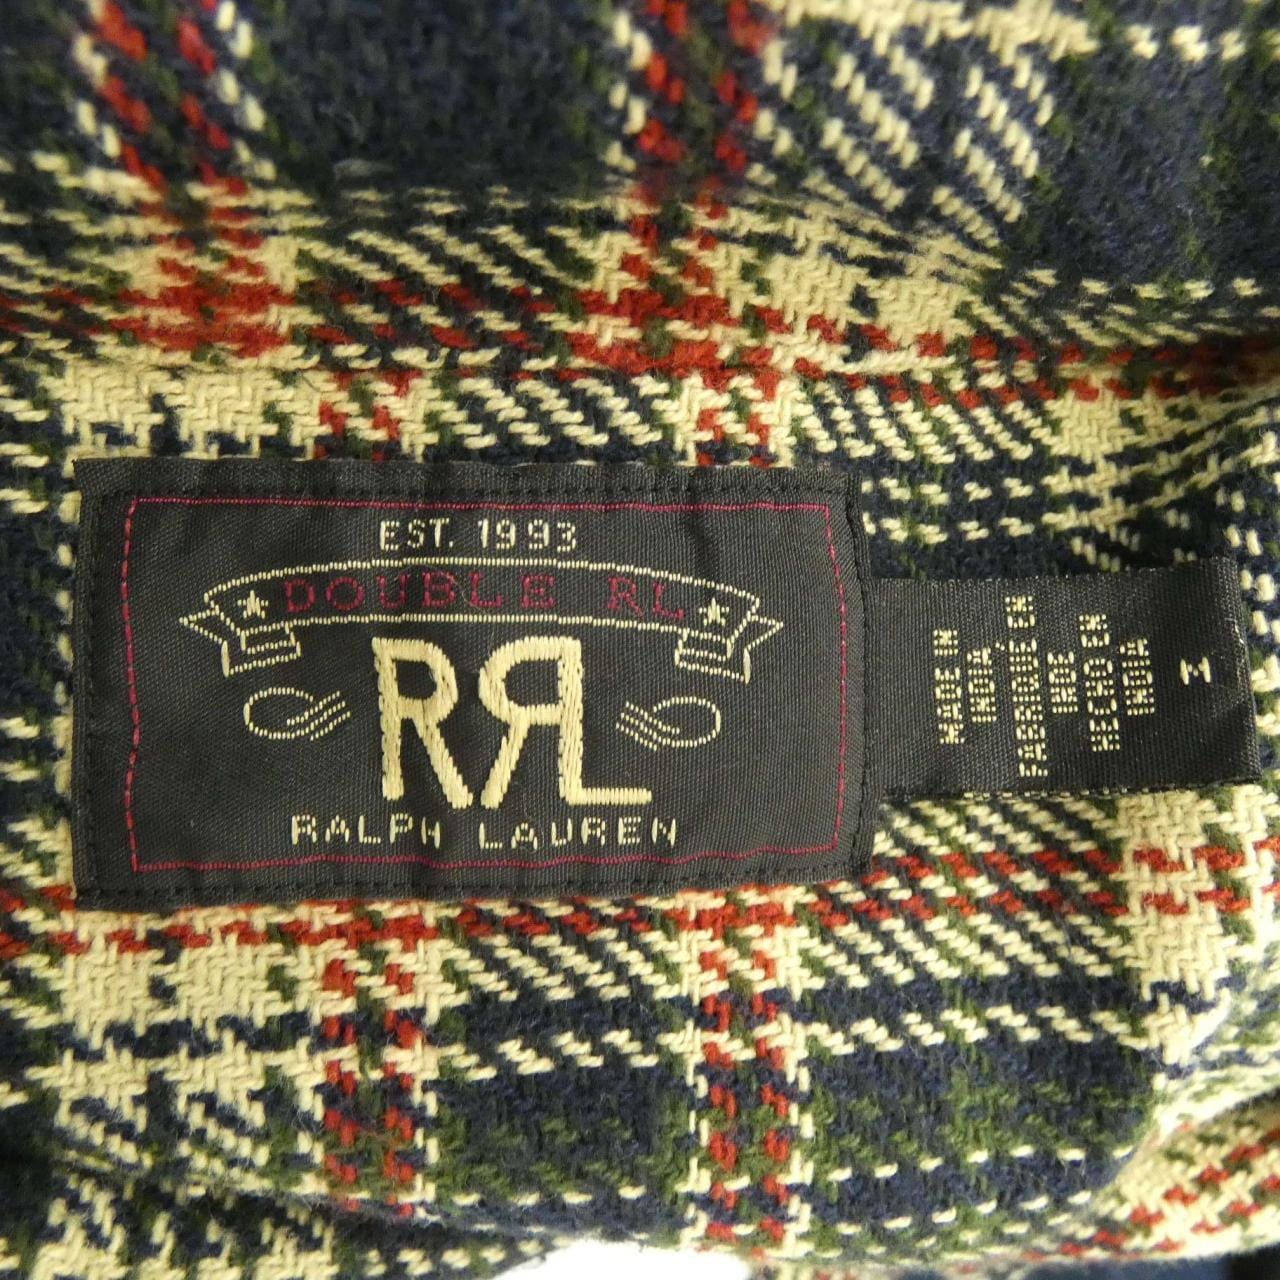 EST. 1993
DOUBLE RL
RRL
RALPH LAUREN
MADE IN
INDIA
FABRIQUE EN
INDE
HECHO EN
INDIA
M